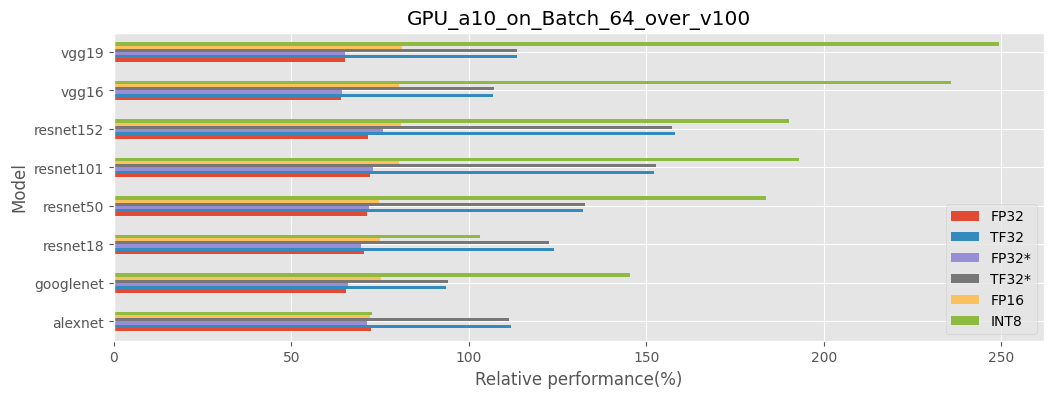 GPU_a10_on_Batch_64_over_v100
Model
vgg19
vgg16
resnet152
resnet101
resnet50
resnet18
googlenet
alexnet
0 50 100 150 200 250
Relative performance(%)
FP32
TF32
FP32*
TF32*
FP16
INT8